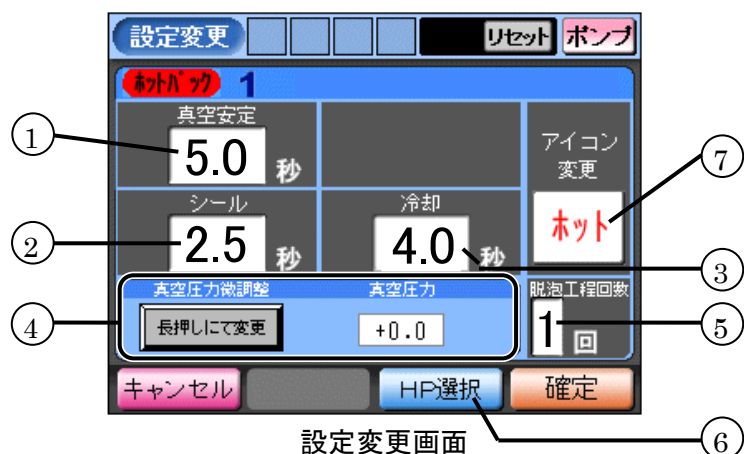 設定変更 リセット ポンプ
ホットパック 1
真空安定
5.0 秒
アイコン
変更
ホット
シール
2.5 秒
冷却
4.0 秒
真空圧力微調整 真空圧力
長押しにて変更 +0.0
脱泡工程回数
1 回
キャンセル HP選択 確定
設定変更画面
1
2
3
4
5
6
7